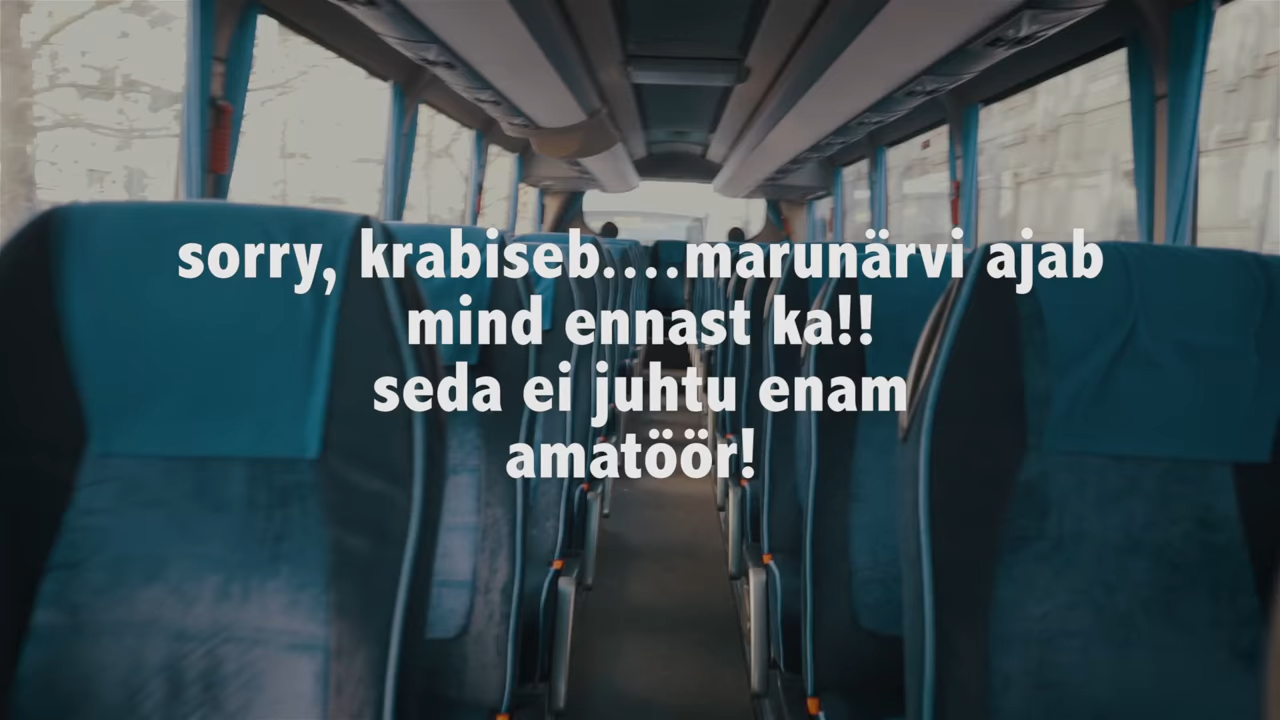 sorry, krabiseb....marunärvi ajab
mind ennast ka!!
seda ei juhtu enam
amatöör!